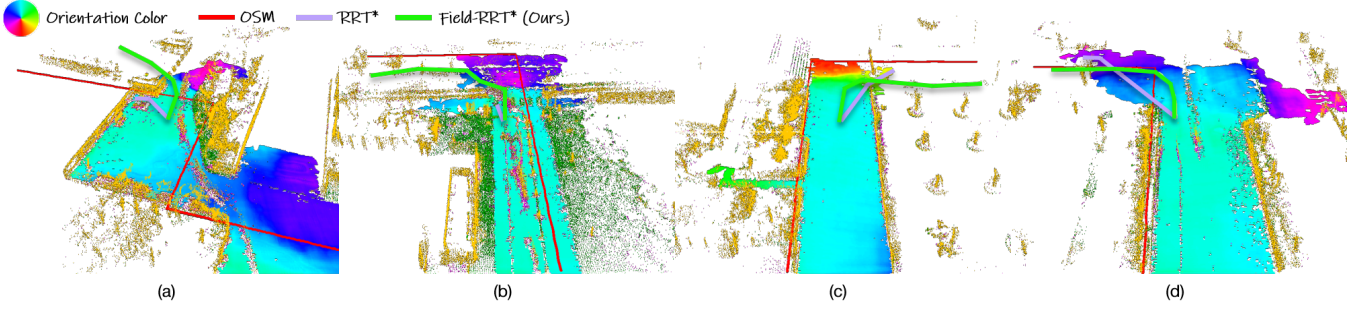 Orientation Color OSM RRT* Field-RRT* (Ours)
(a) (b) (c) (d)